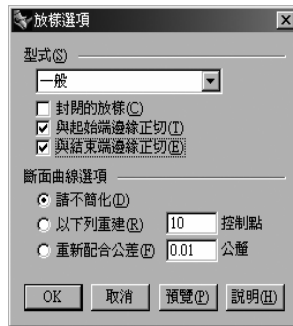 放樣選項
型式(S)
一般
封閉的放樣(C)
與起始端邊緣正切(T)
與結束端邊緣正切(E)
斷面曲線選項
請不簡化(D)
以下列重建(R) 10 控制點
重新配合公差(F) 0.01 公釐
OK 取消 預覽(P) 說明(H)